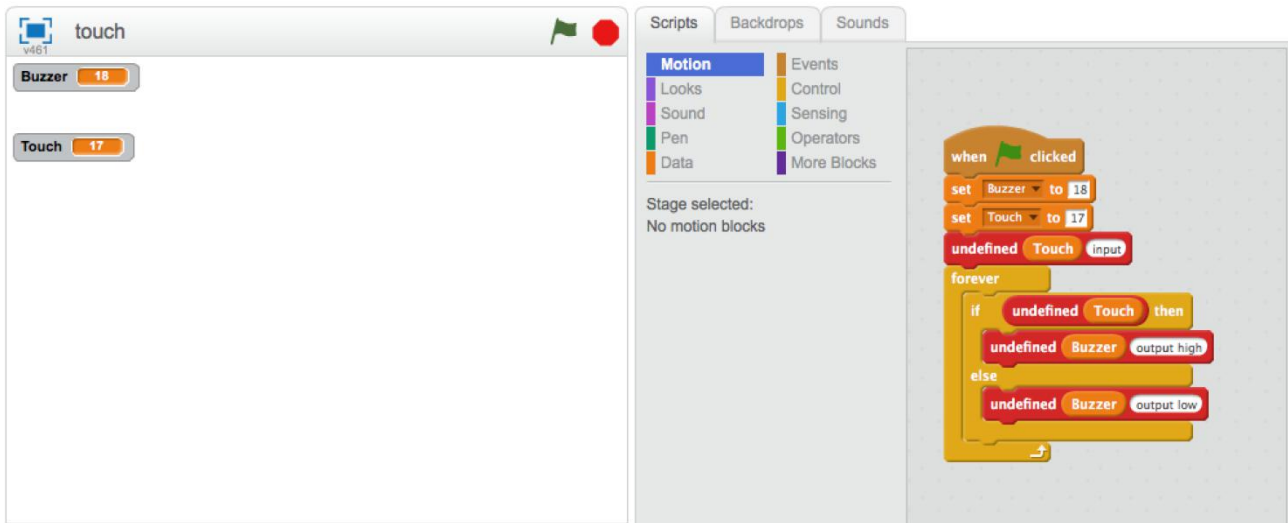 touch
v461
Buzzer 18
Touch 17
Scripts Backdrops Sounds
Motion Events
Looks Control
Sound Sensing
Pen Operators
Data More Blocks
Stage selected:
No motion blocks
when clicked
set Buzzer to 18
set Touch to 17
undefined Touch input
forever
if undefined Touch then
undefined Buzzer output high
else
undefined Buzzer output low